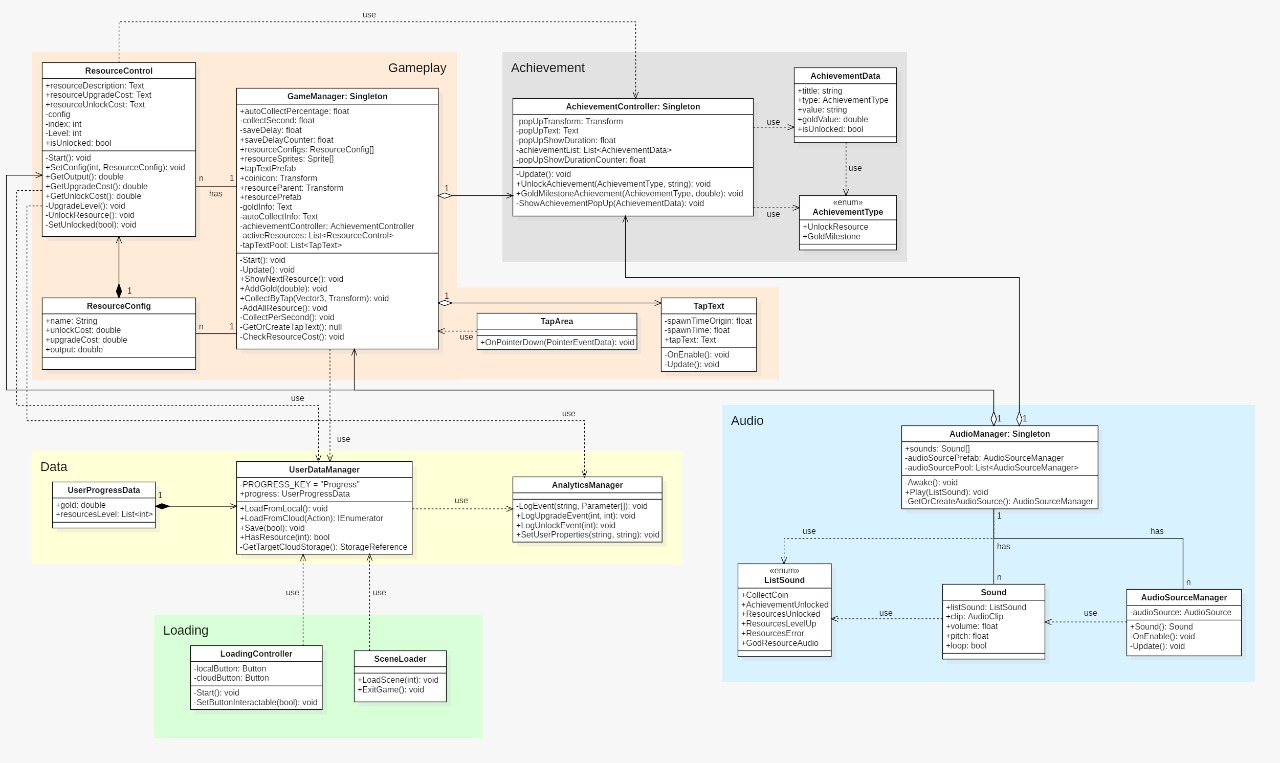 use
Gameplay
ResourceControl
+resourceDescription: Text
+resourceUpgradeCost: Text
+resourceUnlockCost: Text
-config
-index: int
-Level: int
+isUnlocked: bool
-Start(): void
+SetConfig(int, ResourceConfig): void
+GetOutput(): double
+GetUpgradeCost(): double
+GetUnlockCost(): double
-UpgradeLevel(): void
-UnlockResource(): void
-SetUnlocked(bool): void
n
1
has
GameManager: Singleton
+autoCollectPercentage: float
-collectSecond: float
-saveDelay: float
+saveDelayCounter: float
+resourceConfigs: ResourceConfig[]
+resourceSprites: Sprite[]
+tapTextPrefab
+coinicon: Transform
+resourceParent: Transform
+resourcePrefab
-goldInfo: Text
-autoCollectInfo: Text
-achievementController: AchievementController
-activeResources: List<ResourceControl>
-tapTextPool: List<TapText>
-Start(): void
-Update(): void
+ShowNextResource(): void
+AddGold(double): void
+CollectByTap(Vector3, Transform): void
-AddAllResource(): void
-CollectPerSecond(): void
-GetOrCreateTapText(): null
-CheckResourceCost(): void
1
ResourceConfig
+name: String
+unlockCost: double
+upgradeCost: double
+output: double
n
1
1
1
use
TapArea
+OnPointerDown(PointerEventData): void
TapText
-spawnTimeOrigin: float
-spawnTime: float
+tapText: Text
-OnEnable(): void
-Update(): void
Achievement
AchievementController: Singleton
-popUpTransform: Transform
-popUpText: Text
-popUpShowDuration: float
-achievementList: List<AchievementData>
-popUpShowDurationCounter: float
-Update(): void
+UnlockAchievement(AchievementType, string): void
+GoldMilestoneAchievement(AchievementType, double): void
-ShowAchievementPopUp(AchievementData): void
use
use
AchievementData
+tittle: string
+type: AchievementType
+value: string
+goldValue: double
+isUnlocked: bool
use
«enum»
AchievementType
+UnlockResource
+GoldMilestone
use
use
use
Data
UserProgressData
+gold: double
+resourcesLevel: List<int>
1
UserDataManager
-PROGRESS_KEY = "Progress"
+progress: UserProgressData
+LoadFromLocal(): void
+LoadFromCloud(Action): IEnumerator
+Save(bool): void
+HasResource(int): bool
-GetTargetCloudStorage(): StorageReference
use
AnalyticsManager
-LogEvent(string, Parameter[]): void
+LogUpgradeEvent(int, int): void
+LogUnlockEvent(int): void
+SetUserProperties(string, string): void
use
use
Loading
LoadingController
-localButton: Button
-cloudButton: Button
-Start(): void
-SetButtonInteractable(bool): void
SceneLoader
+LoadScene(int): void
+ExitGame(): void
Audio
1
1
AudioManager: Singleton
+sounds: Sound[]
-audioSourcePrefab: AudioSourceManager
-audioSourcePool: List<AudioSourceManager>
-Awake(): void
+Play(ListSound): void
-GetOrCreateAudioSource(): AudioSourceManager
1
use
has
has
n
n
«enum»
ListSound
+CollectCoin
+AchievementUnlocked
+ResourcesUnlocked
+ResourcesLevelUp
+ResourcesError
+GodResourceAudio
use
Sound
+listSound: ListSound
+clip: AudioClip
+volume: float
+pitch: float
+loop: bool
use
AudioSourceManager
-audioSource: AudioSource
+Sound(): Sound
-OnEnable(): void
-Update(): void